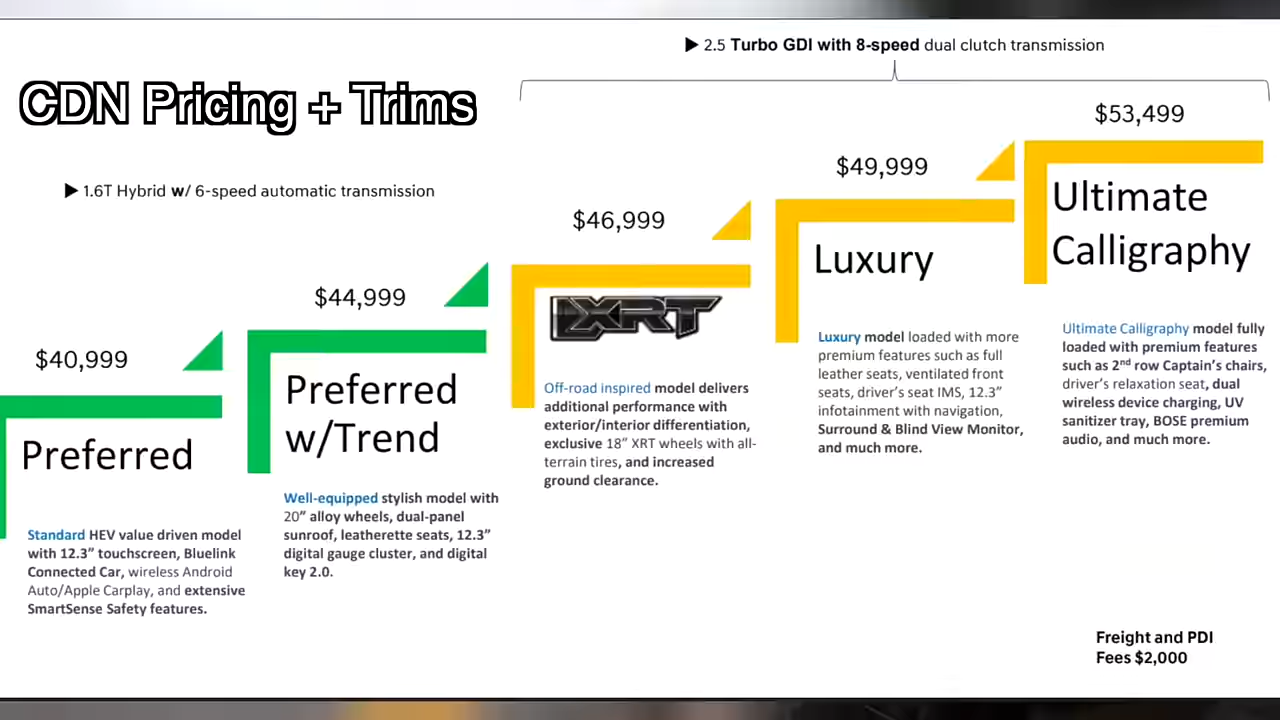 ▶ 2.5 Turbo GDI with 8-speed dual clutch transmission
CDN Pricing + Trims
▶ 1.6T Hybrid w/ 6-speed automatic transmission
$40,999
Preferred
Standard HEV value driven model
with 12.3” touchscreen, Bluelink
Connected Car, wireless Android
Auto/Apple Carplay, and extensive
SmartSense Safety features.
$44,999
Preferred
w/Trend
Well-equipped stylish model with
20” alloy wheels, dual-panel
sunroof, leatherette seats, 12.3”
digital gauge cluster, and digital
key 2.0.
$46,999
XRT
Off-road inspired model delivers
additional performance with
exterior/interior differentiation,
exclusive 18” XRT wheels with all-
terrain tires, and increased
ground clearance.
$49,999
Luxury
Luxury model loaded with more
premium features such as full
leather seats, ventilated front
seats, driver’s seat IMS, 12.3”
infotainment with navigation,
Surround & Blind View Monitor,
and much more.
$53,499
Ultimate
Calligraphy
Ultimate Calligraphy model fully
loaded with premium features
such as 2nd row Captain’s chairs,
driver’s relaxation seat, dual
wireless device charging, UV
sanitizer tray, BOSE premium
audio, and much more.
Freight and PDI
Fees $2,000